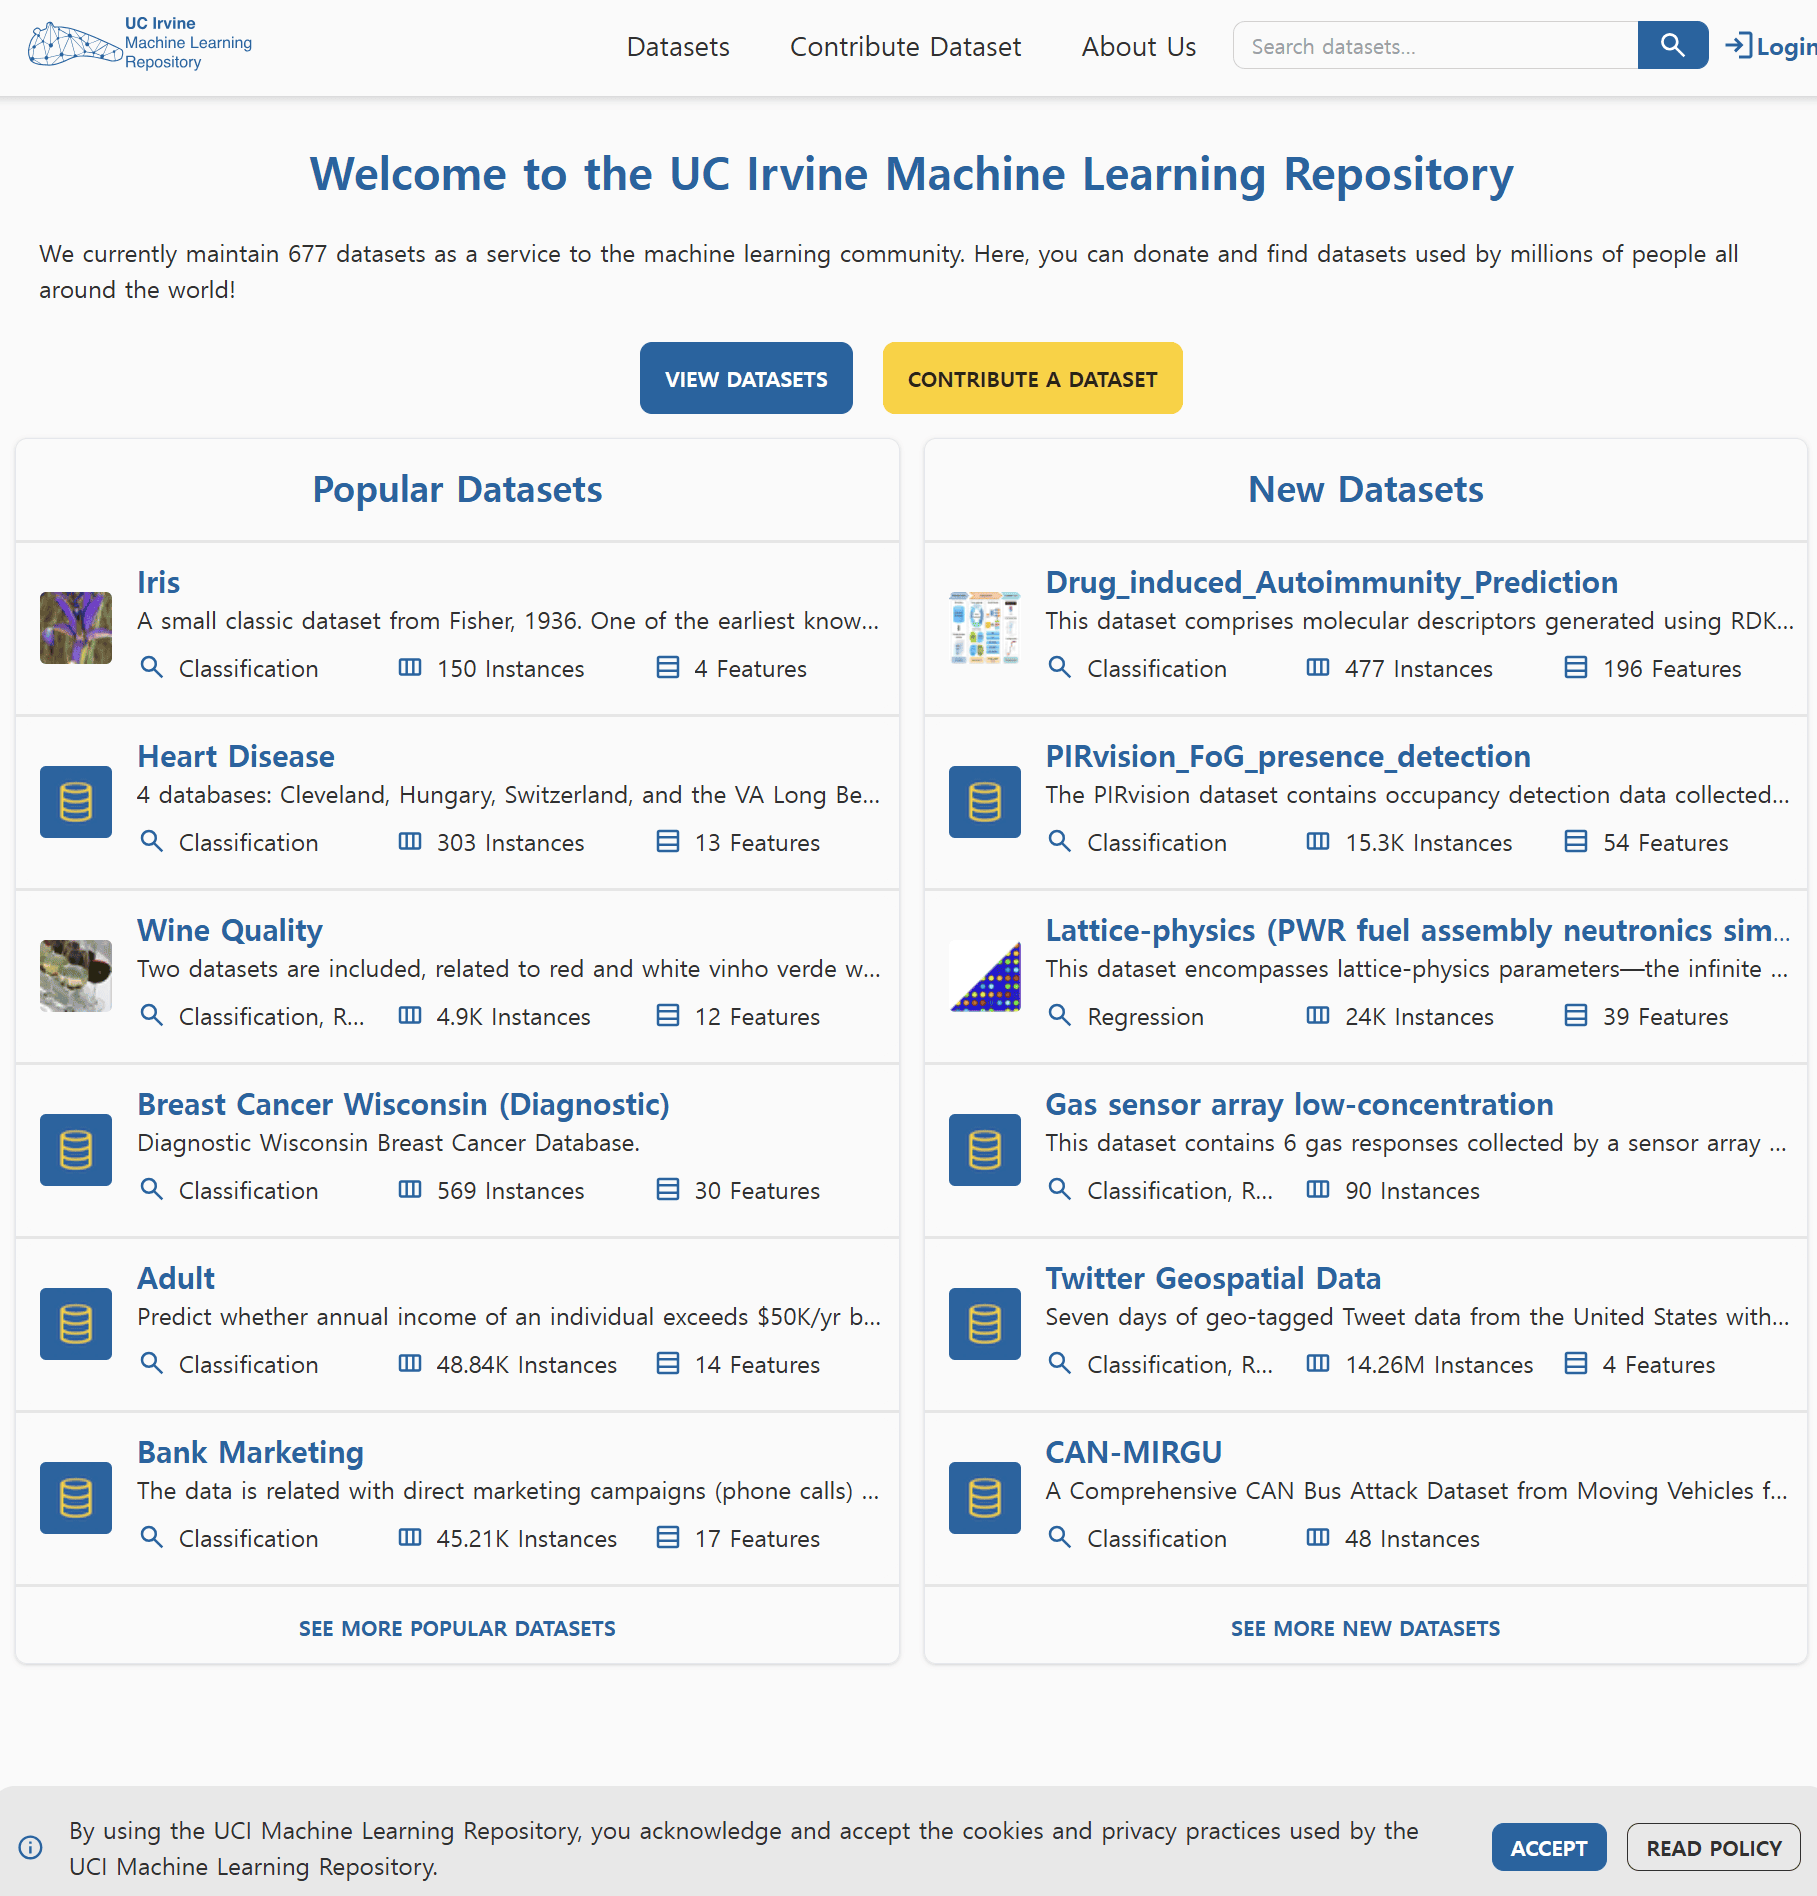 UC Irvine
Machine Learning
Repository
Datasets
Contribute Dataset
About Us
Search datasets...
Login
Welcome to the UC Irvine Machine Learning Repository
We currently maintain 677 datasets as a service to the machine learning community. Here, you can donate and find datasets used by millions of people all
around the world!
VIEW DATASETS
CONTRIBUTE A DATASET
Popular Datasets
Iris
A small classic dataset from Fisher, 1936. One of the earliest know...
Classification 150 Instances 4 Features
Heart Disease
4 databases: Cleveland, Hungary, Switzerland, and the VA Long Be...
Classification 303 Instances 13 Features
Wine Quality
Two datasets are included, related to red and white vinho verde w...
Classification, R... 4.9K Instances 12 Features
Breast Cancer Wisconsin (Diagnostic)
Diagnostic Wisconsin Breast Cancer Database.
Classification 569 Instances 30 Features
Adult
Predict whether annual income of an individual exceeds $50K/yr b...
Classification 48.84K Instances 14 Features
Bank Marketing
The data is related with direct marketing campaigns (phone calls) ...
Classification 45.21K Instances 17 Features
SEE MORE POPULAR DATASETS
New Datasets
Drug_induced_Autoimmunity_Prediction
This dataset comprises molecular descriptors generated using RDK...
Classification 477 Instances 196 Features
PIRvision_FoG_presence_detection
The PIRvision dataset contains occupancy detection data collected...
Classification 15.3K Instances 54 Features
Lattice-physics (PWR fuel assembly neutronics sim...
This dataset encompasses lattice-physics parameters—the infinite ...
Regression 24K Instances 39 Features
Gas sensor array low-concentration
This dataset contains 6 gas responses collected by a sensor array ...
Classification, R... 90 Instances
Twitter Geospatial Data
Seven days of geo-tagged Tweet data from the United States with...
Classification, R... 14.26M Instances 4 Features
CAN-MIRGU
A Comprehensive CAN Bus Attack Dataset from Moving Vehicles f...
Classification 48 Instances
SEE MORE NEW DATASETS
By using the UCI Machine Learning Repository, you acknowledge and accept the cookies and privacy practices used by the
UCI Machine Learning Repository.
ACCEPT
READ POLICY